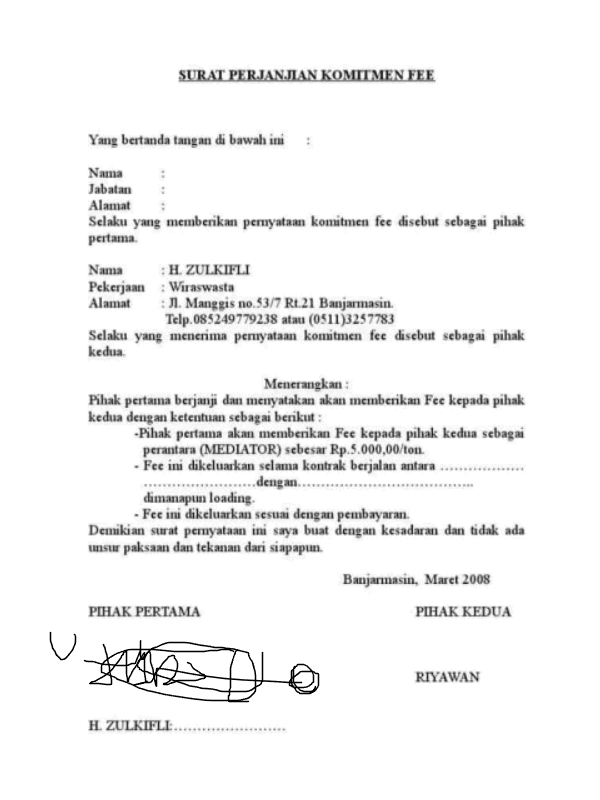 SURAT PERJANJIAN KOMITMEN FEE
Yang bertanda tangan di bawah ini :
Nama :
Jabatan :
Alamat :
Selaku yang memberikan pernyataan komitmen fee disebut sebagai pihak
pertama.
Nama : H. ZULKIFLI
Pekerjaan : Wiraswasta
Alamat : Jl. Manggis no.53/7 Rt.21 Banjarmasin.
Telp.085249779238 atau (0511)3257783
Selaku yang menerima pernyataan komitmen fee disebut sebagai pihak
kedua.
Menerangkan :
Pihak pertama berjanji dan menyatakan akan memberikan Fee kepada pihak
kedua dengan ketentuan sebagai berikut :
-Pihak pertama akan memberikan Fee kepada pihak kedua sebagai
perantara (MEDIATOR) sebesar Rp.5.000,00/ton.
- Fee ini dikeluarkan selama kontrak berjalan antara ………………
……………………dengan………………………………..
dimanapun loading.
- Fee ini dikeluarkan sesuai dengan pembayaran.
Demikian surat pernyataan ini saya buat dengan kesadaran dan tidak ada
unsur paksaan dan tekanan dari siapapun.
Banjarmasin, Maret 2008
PIHAK PERTAMA PIHAK KEDUA
RIYAWAN
H. ZULKIFLI:……………………